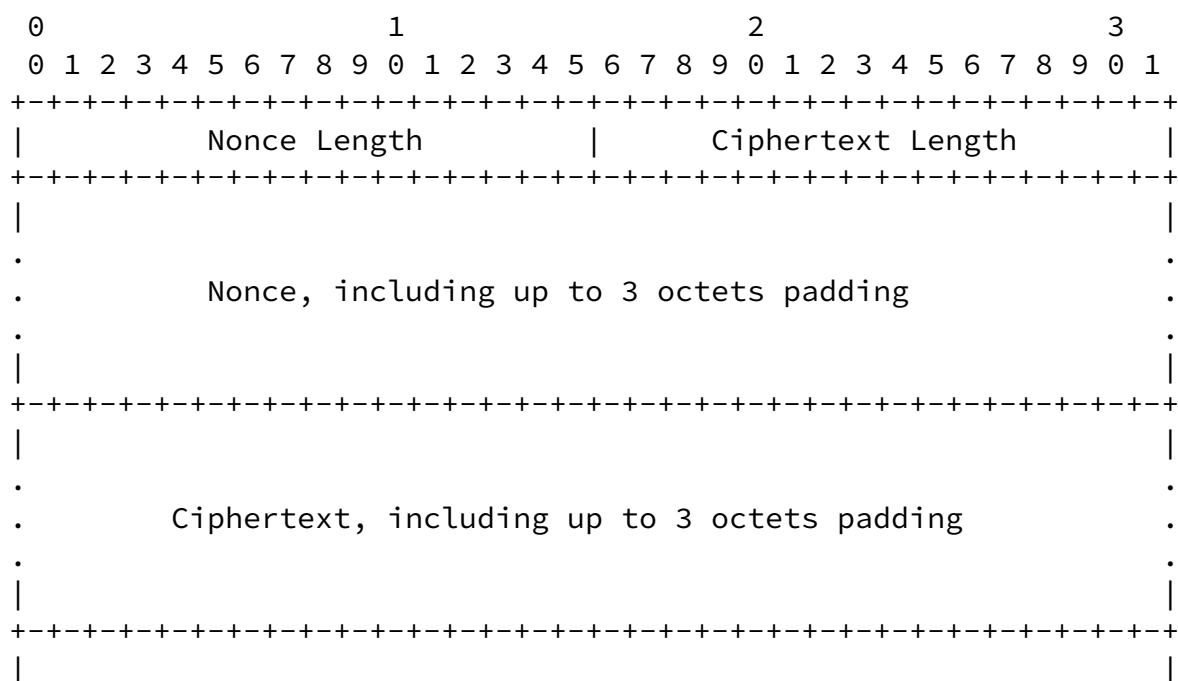 0                   1                   2                   3
 0 1 2 3 4 5 6 7 8 9 0 1 2 3 4 5 6 7 8 9 0 1 2 3 4 5 6 7 8 9 0 1
+-+-+-+-+-+-+-+-+-+-+-+-+-+-+-+-+-+-+-+-+-+-+-+-+-+-+-+-+-+-+-+-+
|          Nonce Length         |      Ciphertext Length        |
+-+-+-+-+-+-+-+-+-+-+-+-+-+-+-+-+-+-+-+-+-+-+-+-+-+-+-+-+-+-+-+-+
|                                                               |
.                                                               .
.          Nonce, including up to 3 octets padding              .
.                                                               .
|                                                               |
+-+-+-+-+-+-+-+-+-+-+-+-+-+-+-+-+-+-+-+-+-+-+-+-+-+-+-+-+-+-+-+-+
|                                                               |
.                                                               .
.        Ciphertext, including up to 3 octets padding           .
.                                                               .
|                                                               |
+-+-+-+-+-+-+-+-+-+-+-+-+-+-+-+-+-+-+-+-+-+-+-+-+-+-+-+-+-+-+-+-+
|                                                               |